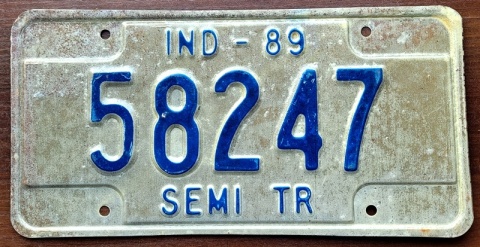 IND - 89
58247
SEMI TR